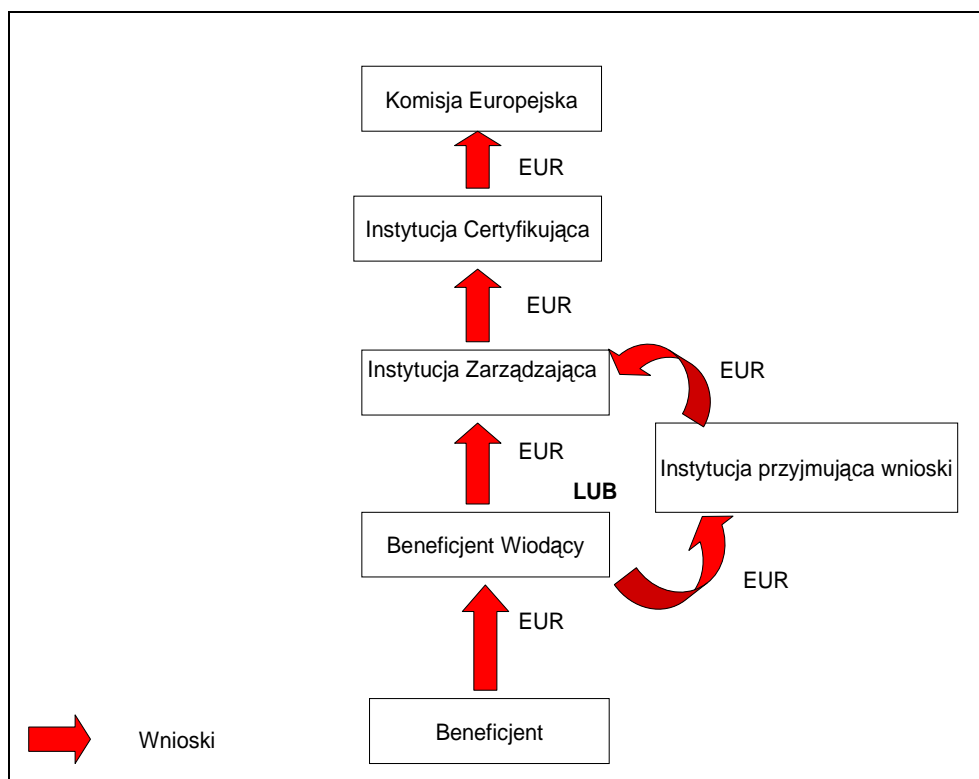 Komisja Europejska
EUR
Instytucja Certyfikująca
EUR
Instytucja Zarządzająca
EUR
EUR
Instytucja przyjmująca wnioski
LUB
Beneficjent Wiodący
EUR
EUR
Beneficjent
Wnioski